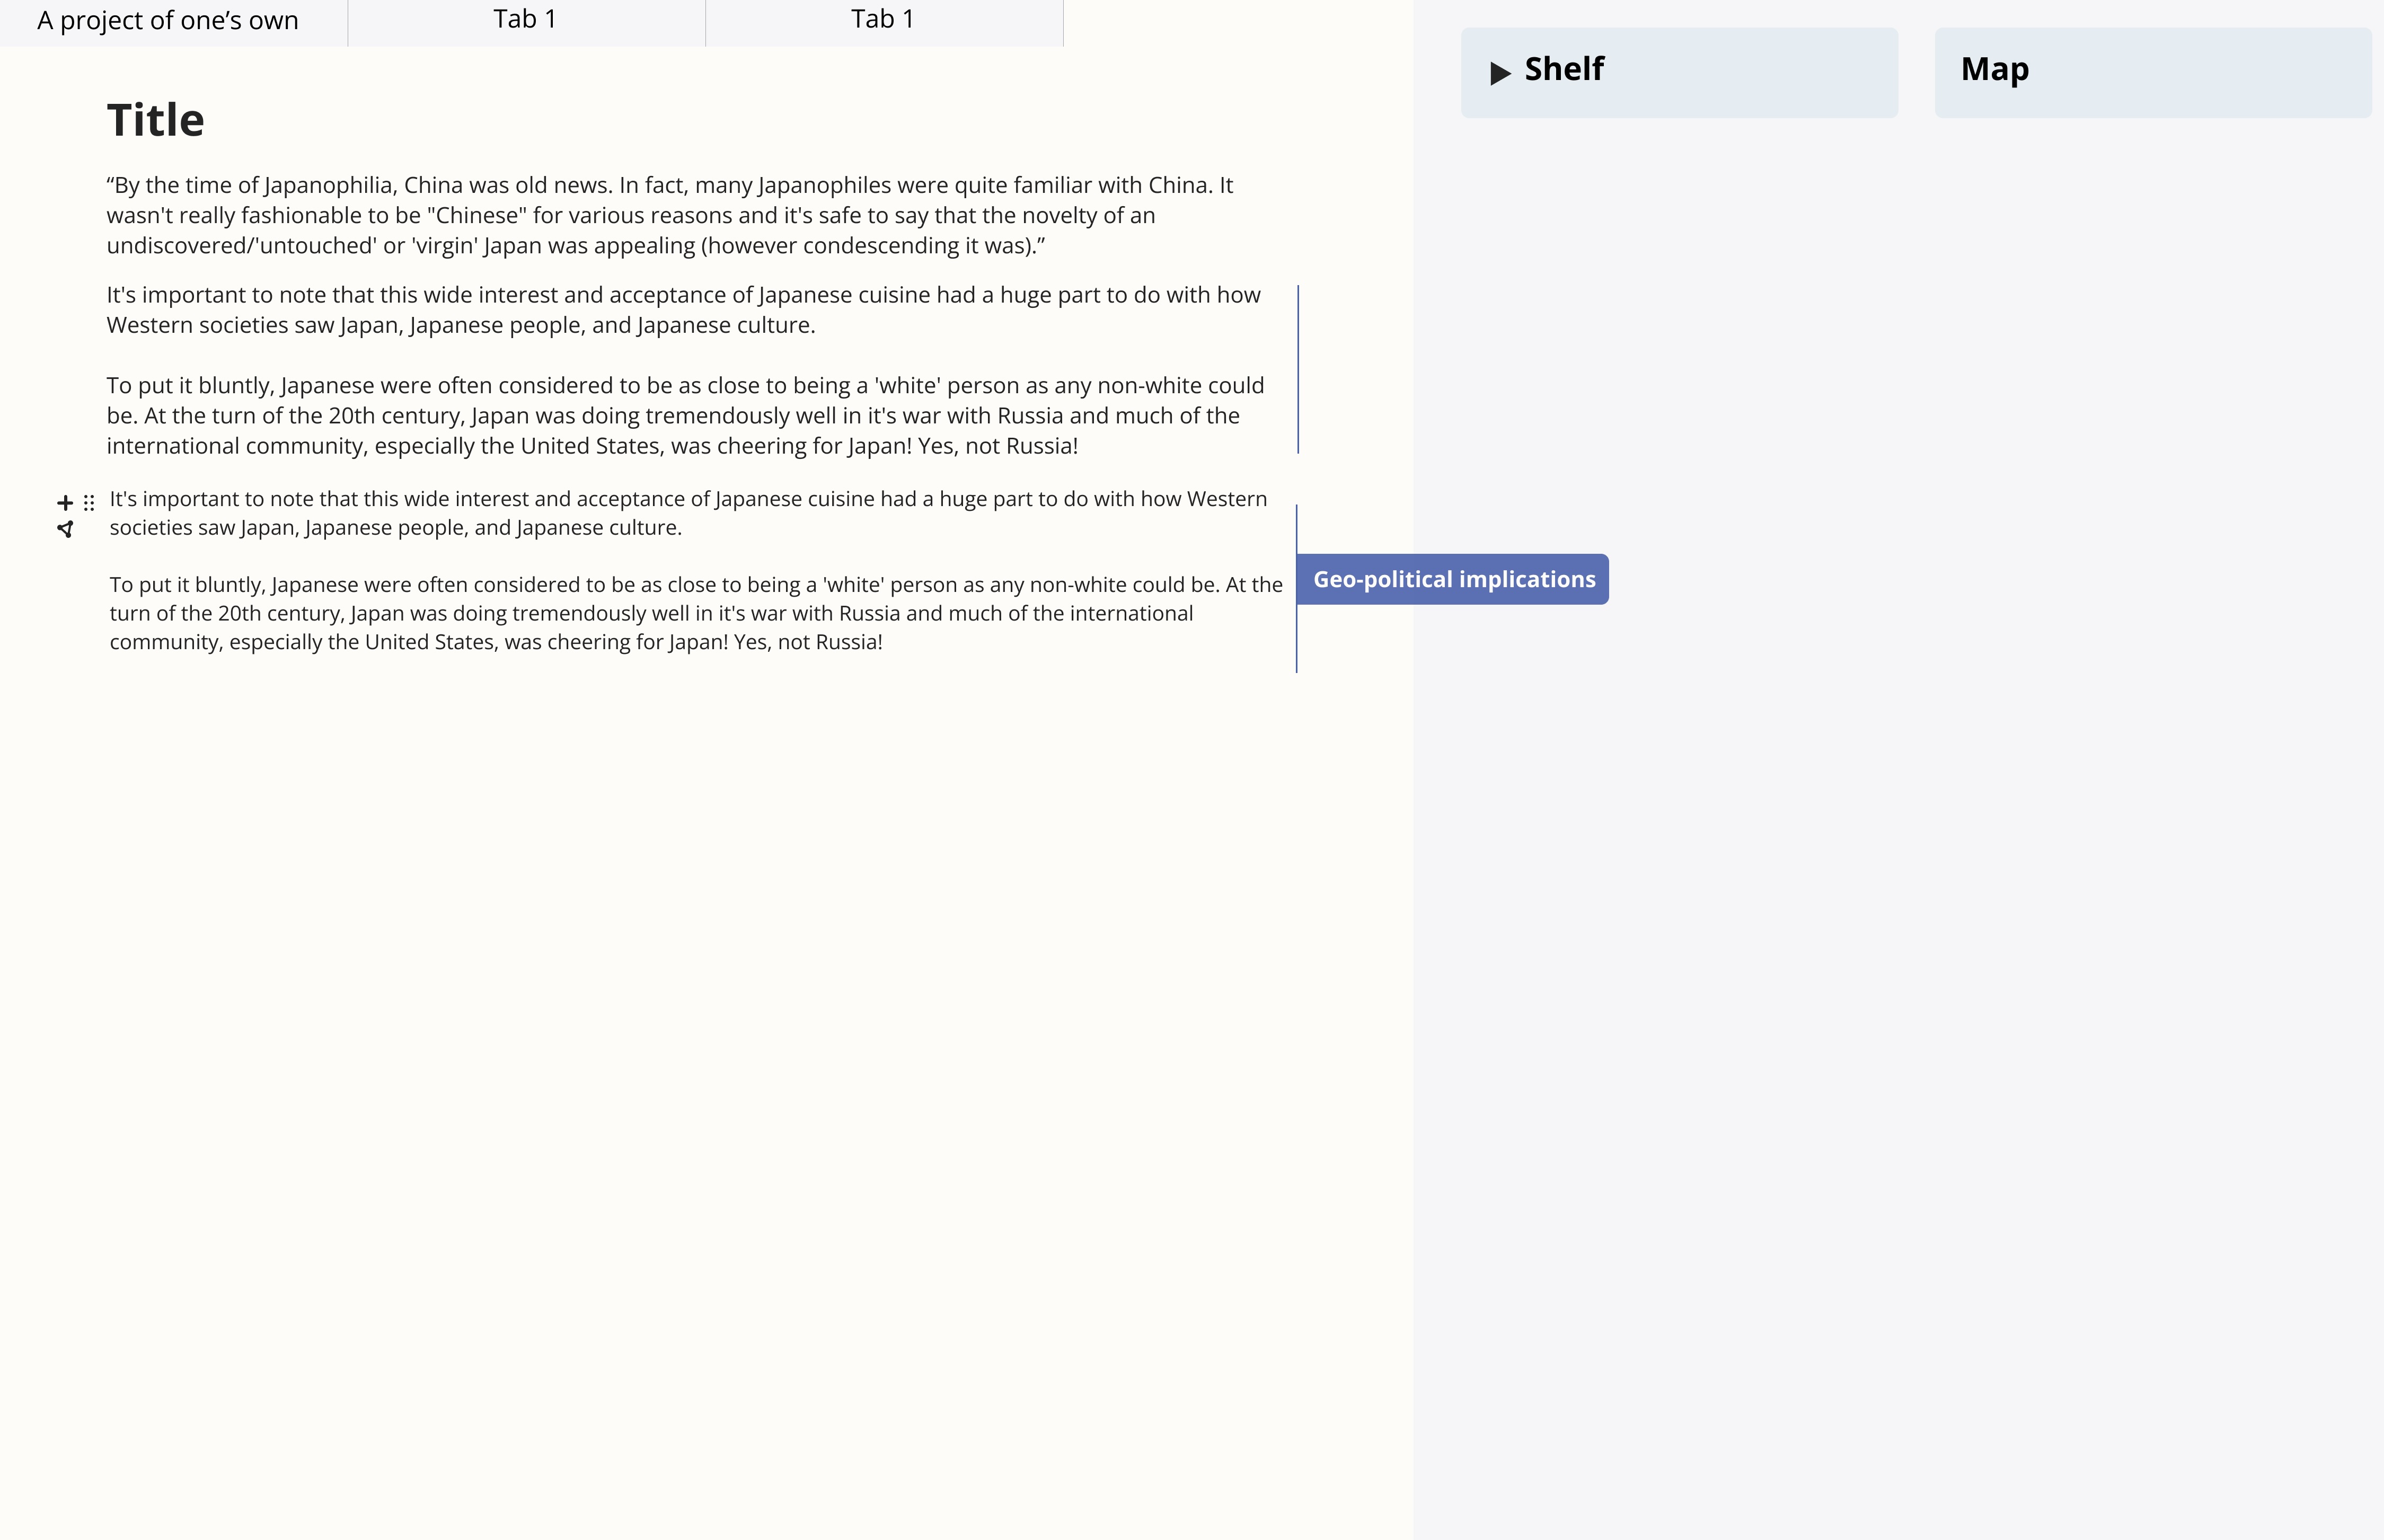 A project of one’s own
Tab 1
Tab 1
Shelf
Map
Title
“By the time of Japanophilia, China was old news. In fact, many Japanophiles were quite familiar with China. It
wasn't really fashionable to be "Chinese" for various reasons and it's safe to say that the novelty of an
undiscovered/'untouched' or 'virgin' Japan was appealing (however condescending it was).”
It's important to note that this wide interest and acceptance of Japanese cuisine had a huge part to do with how
Western societies saw Japan, Japanese people, and Japanese culture.
To put it bluntly, Japanese were often considered to be as close to being a 'white' person as any non-white could
be. At the turn of the 20th century, Japan was doing tremendously well in it's war with Russia and much of the
international community, especially the United States, was cheering for Japan! Yes, not Russia!
It's important to note that this wide interest and acceptance of Japanese cuisine had a huge part to do with how Western
societies saw Japan, Japanese people, and Japanese culture.
To put it bluntly, Japanese were often considered to be as close to being a 'white' person as any non-white could be. At the
turn of the 20th century, Japan was doing tremendously well in it's war with Russia and much of the international
community, especially the United States, was cheering for Japan! Yes, not Russia!
Geo-political implications